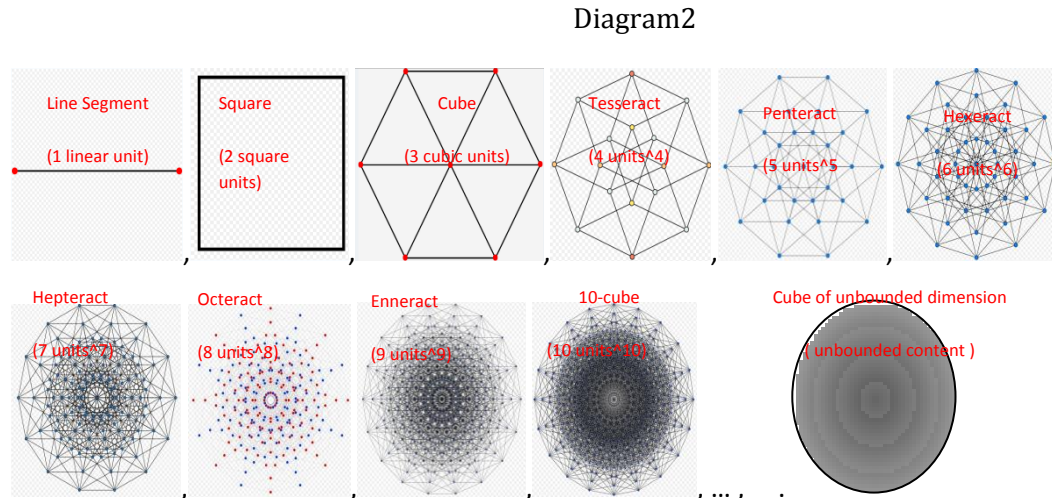 Diagram2
Line Segment
(1 linear unit)
,
Square
(2 square
units)
,
Cube
(3 cubic units)
,
Tesseract
(4 units^4)
,
Penteract
(5 units^5
,
Hexeract
(6 units^6)
Hepteract
(7 units^7)
,
Octeract
(8 units^8)
,
Enneract
(9 units^9)
,
10-cube
(10 units^10)
,
Cube of unbounded dimension
( unbounded content )